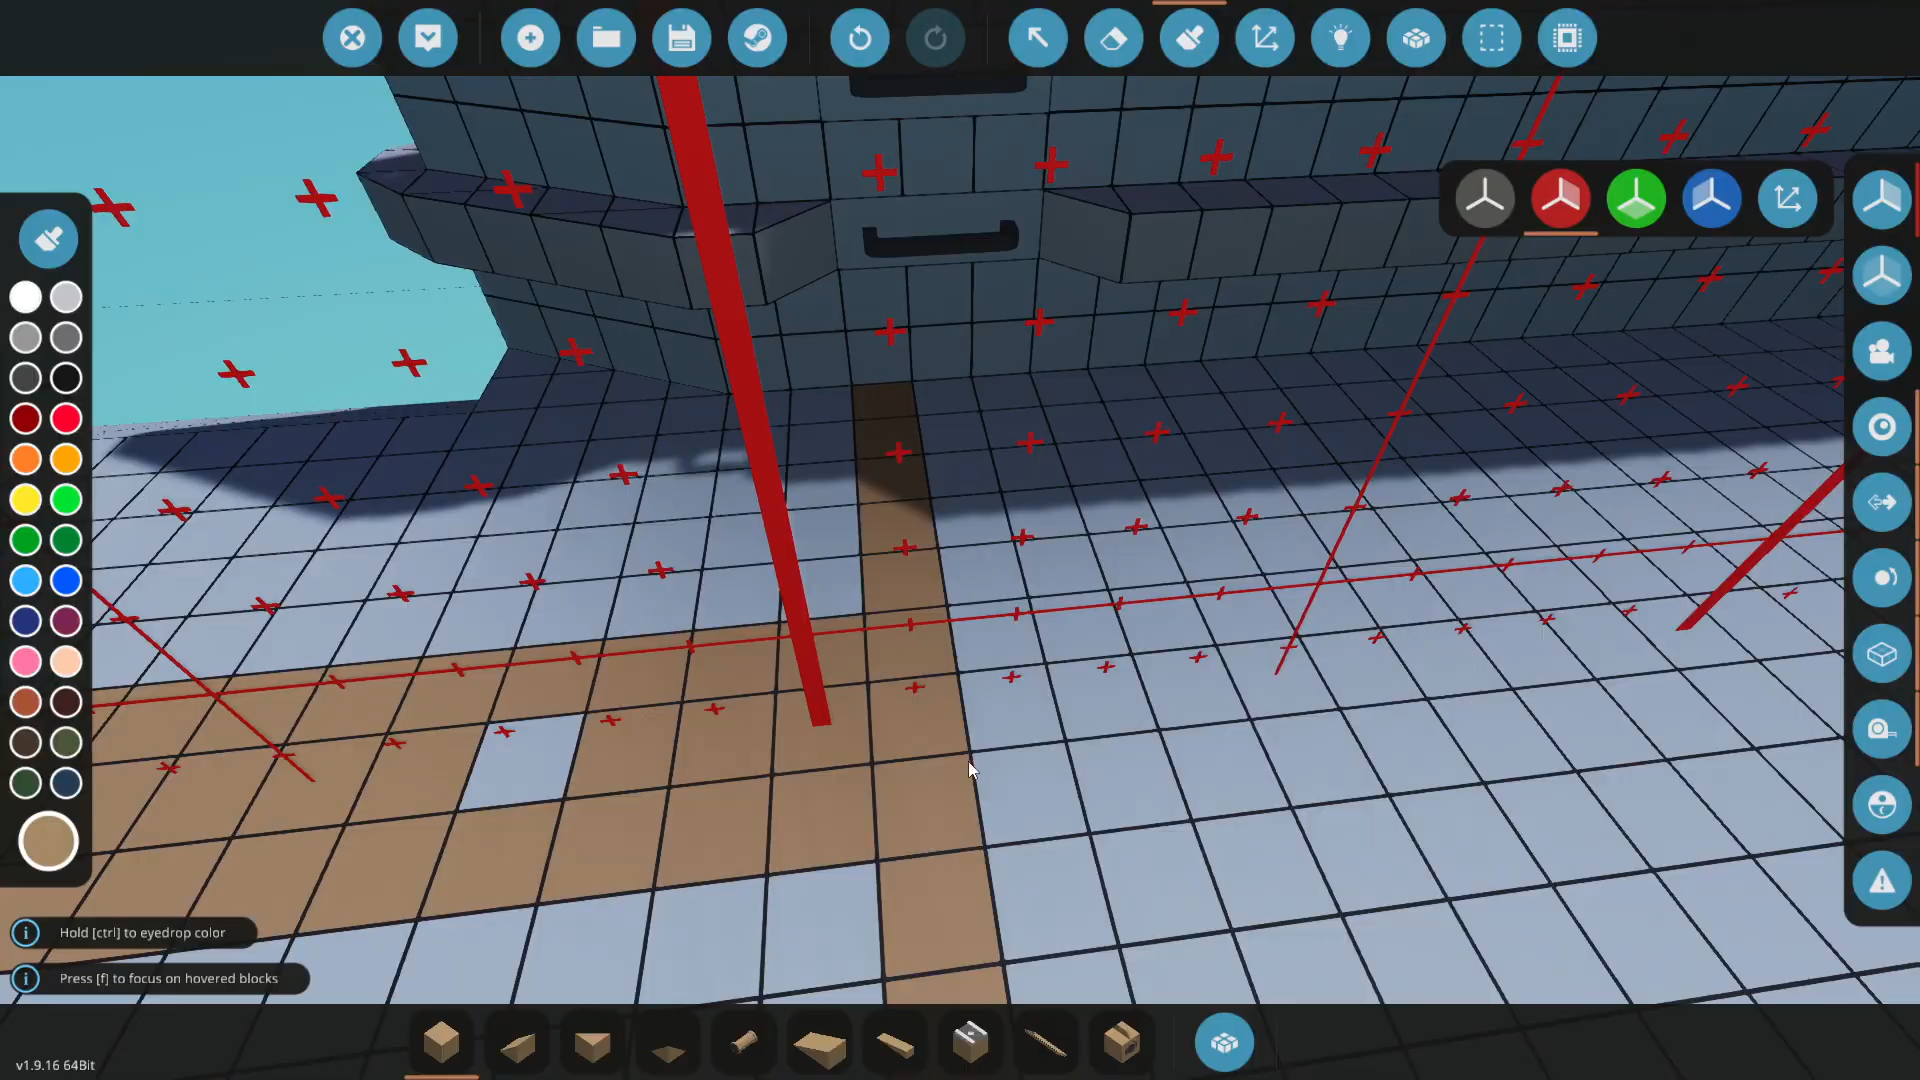 Hold [ctrl] to eyedrop color
Press [f] to focus on hovered blocks
v1.9.16 64Bit